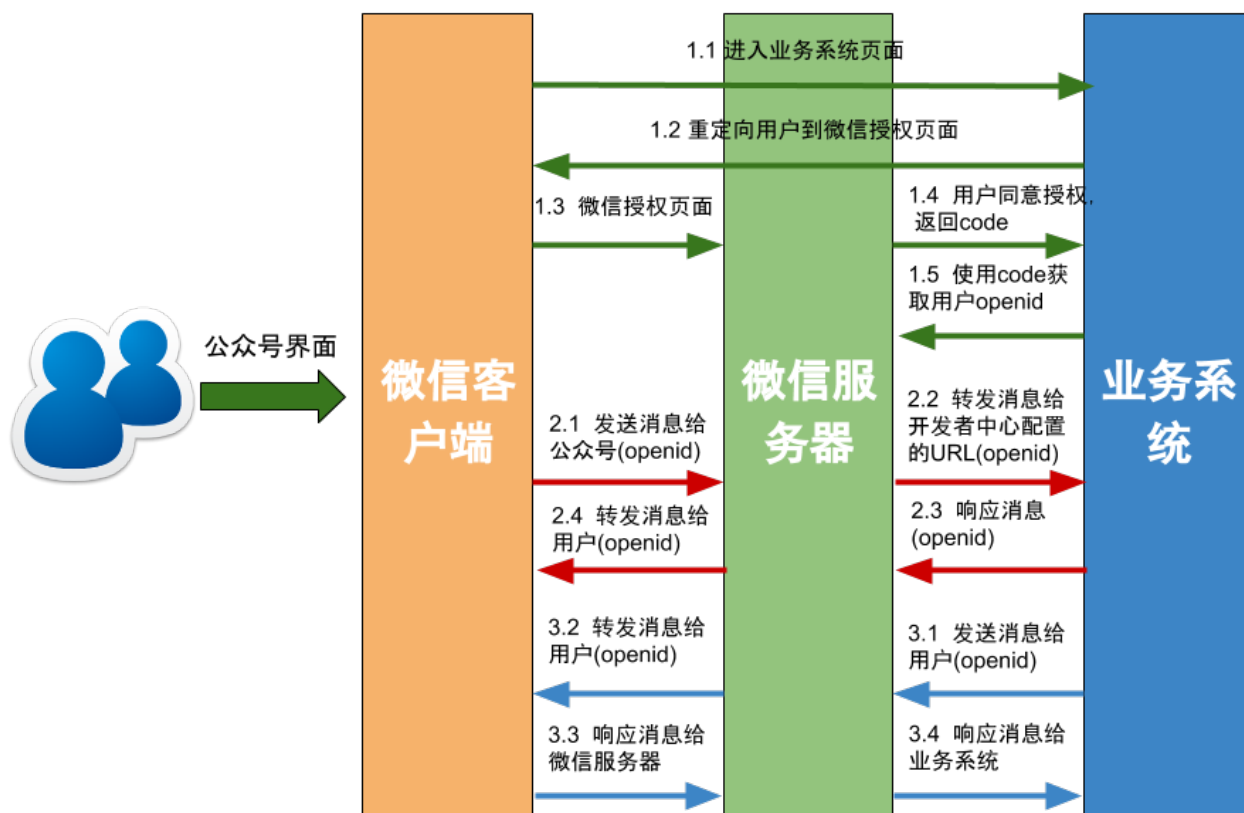 1.1 进入业务系统页面
1.2 重定向用户到微信授权页面
1.3 微信授权页面
1.4 用户同意授权,
返回code
1.5 使用code获
取用户openid
公众号界面
微信客
户端
微信服
务器
业务系
统
2.1 发送消息给
公众号(openid)
2.2 转发消息给
开发者中心配置
的URL(openid)
2.4 转发消息给
用户(openid)
2.3 响应消息
(openid)
3.2 转发消息给
用户(openid)
3.1 发送消息给
用户(openid)
3.3 响应消息给
微信服务器
3.4 响应消息给
业务系统